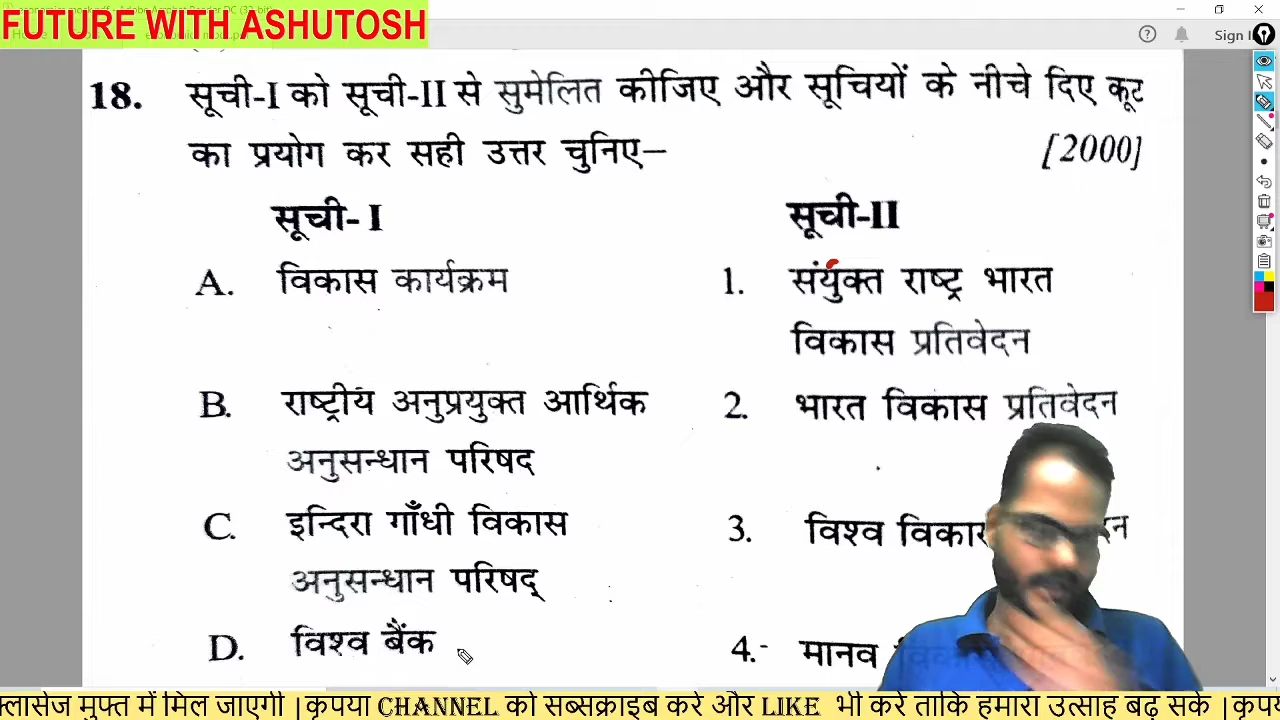 FUTURE WITH ASHUTOSH
Sign I
18. सूची-I को सूची-II से सुमेलित कीजिए और सूचियों के नीचे दिए कूट
का प्रयोग कर सही उत्तर चुनिए– [2000]
सूची- I सूची-II
A. विकास कार्यक्रम 1. संयुक्त राष्ट्र भारत
विकास प्रतिवेदन
B. राष्ट्रीय अनुप्रयुक्त आर्थिक 2. भारत विकास प्रतिवेदन
अनुसन्धान परिषद
C. इन्दिरा गाँधी विकास 3. विश्व
अनुसन्धान परिषद्
D. विश्व बैंक 4. मानव
क्लासेज मुफ्त में मिल जाएगी । कृपया CHANNEL को सब्सक्राइब करे और LIKE भी करें ताकि हमारा उत्साह बढ़ सके ।